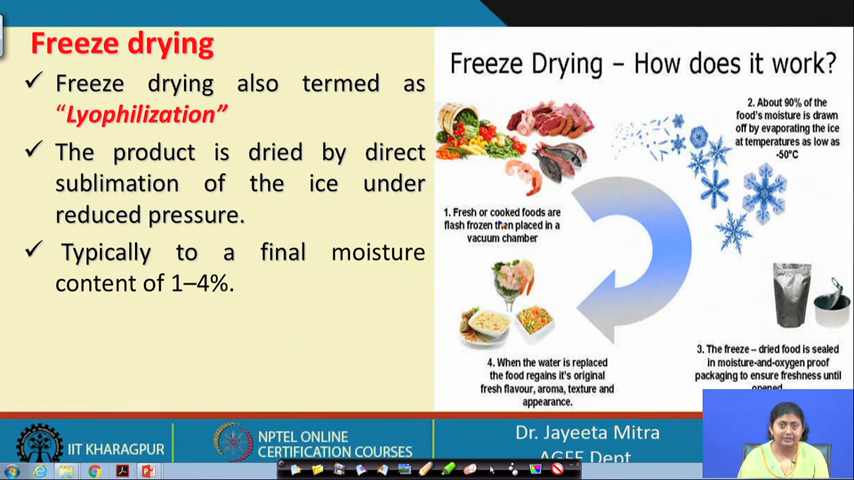 Freeze drying
✓ Freeze drying also termed as
“Lyophilization”
✓ The product is dried by direct
sublimation of the ice under
reduced pressure.
✓ Typically to a final moisture
content of 1–4%.
Freeze Drying – How does it work?
1. Fresh or cooked foods are
flash frozen then placed in a
vacuum chamber
2. About 90% of the
food's moisture is drawn
off by evaporating the ice
at temperatures as low as
-50°C
3. The freeze – dried food is sealed
in moisture-and-oxygen proof
packaging to ensure freshness until
opened
4. When the water is replaced
the food regains it's original
fresh flavour, aroma, texture and
appearance.
IIT KHARAGPUR
NPTEL ONLINE
CERTIFICATION COURSES
Dr. Jayeeta Mitra
AGFE Dept